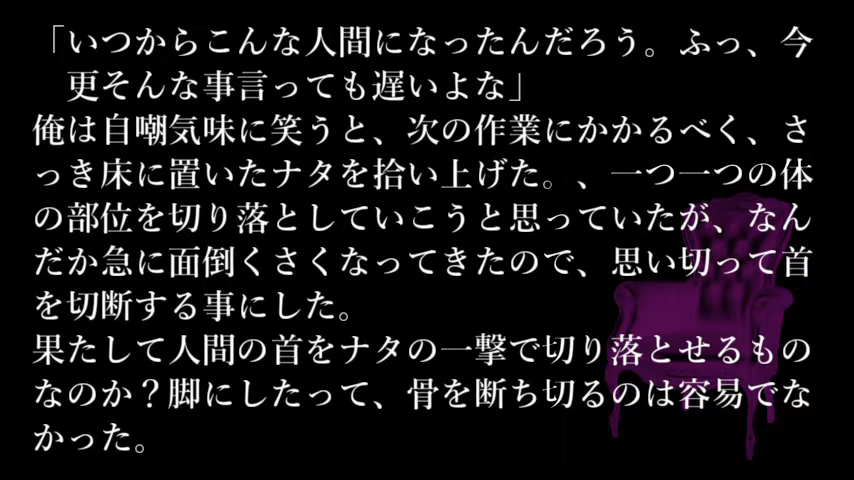 「いつからこんな人間になったんだろう。ふっ、今
更そんな事言っても遅いよな」
俺は自嘲気味に笑うと、次の作業にかかるべく、さ
っき床に置いたナタを拾い上げた。、一つ一つの体
の部位を切り落としていこうと思っていたが、なん
だか急に面倒くさくなってきたので、思い切って首
を切断する事にした。
果たして人間の首をナタの一撃で切り落とせるもの
なのか？脚にしたって、骨を断ち切るのは容易でな
かった。